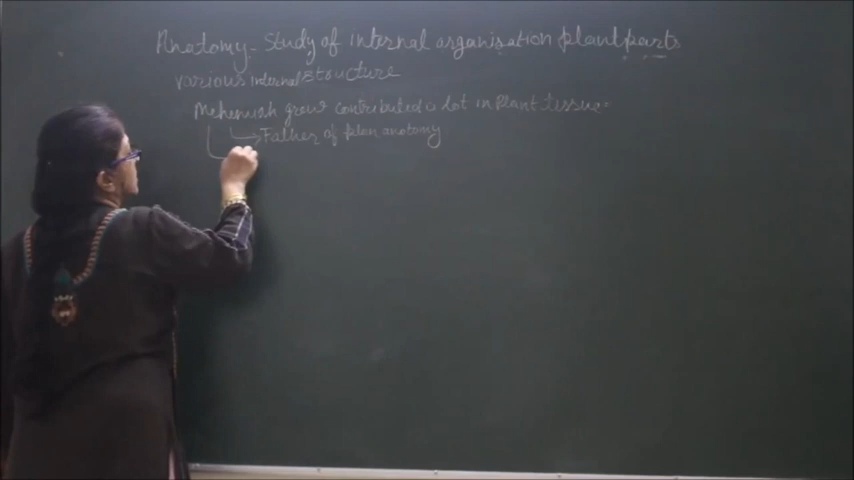 Anatomy - Study of internal organisation plant parts
various internal structure
Nehemiah grew contributed a lot in Plant tissue
Father of plan anatomy